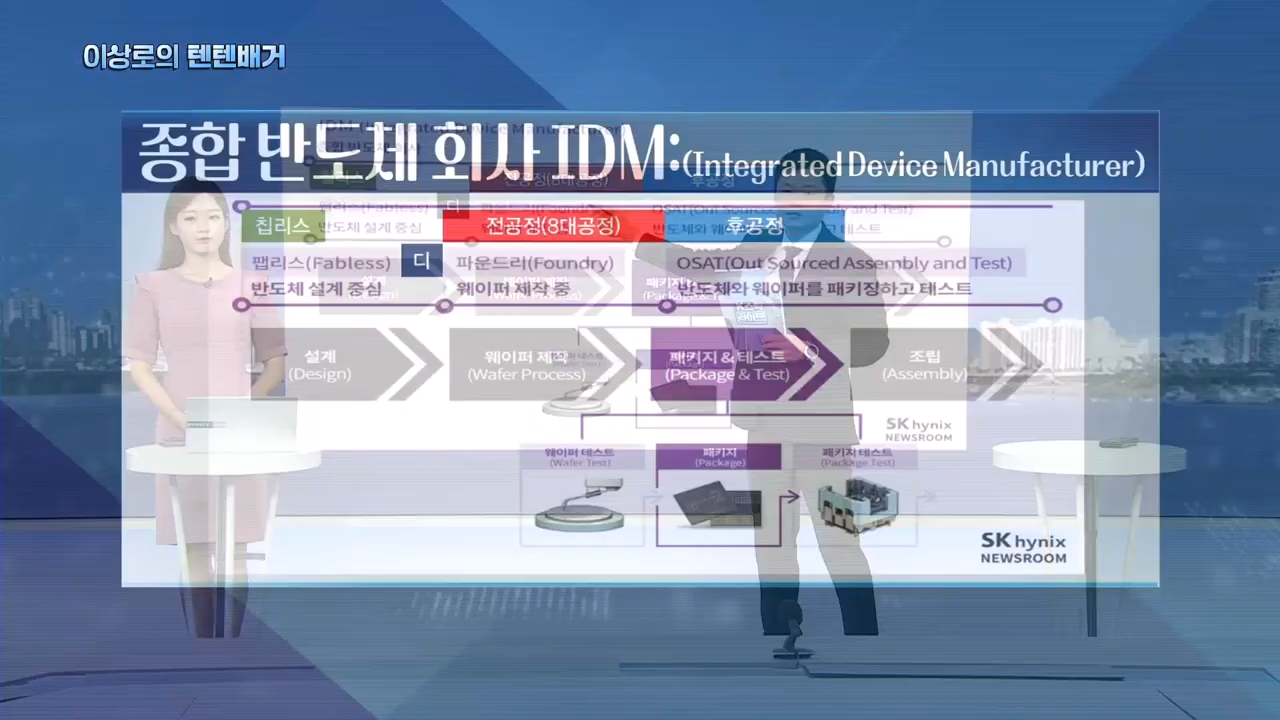 이상로의 텐텐배거
종합 반도체 회사 IDM:(Integrated Device Manufacturer)
칩리스 전공정(8대공정) 후공정
팹리스(Fabless) 디 파운드리(Foundry) OSAT(Out Sourced Assembly and Test)
반도체 설계 중심 웨이퍼 제작 중 반도체와 웨이퍼를 패키징하고 테스트
설계 웨이퍼 제작 패키지 & 테스트 조립
(Design) (Wafer Process) (Package & Test) (Assembly)
SK hynix
NEWSROOM
웨이퍼 테스트 패키지 패키지 테스트
(Wafer Test) (Package) (Package Test)
SK hynix
NEWSROOM